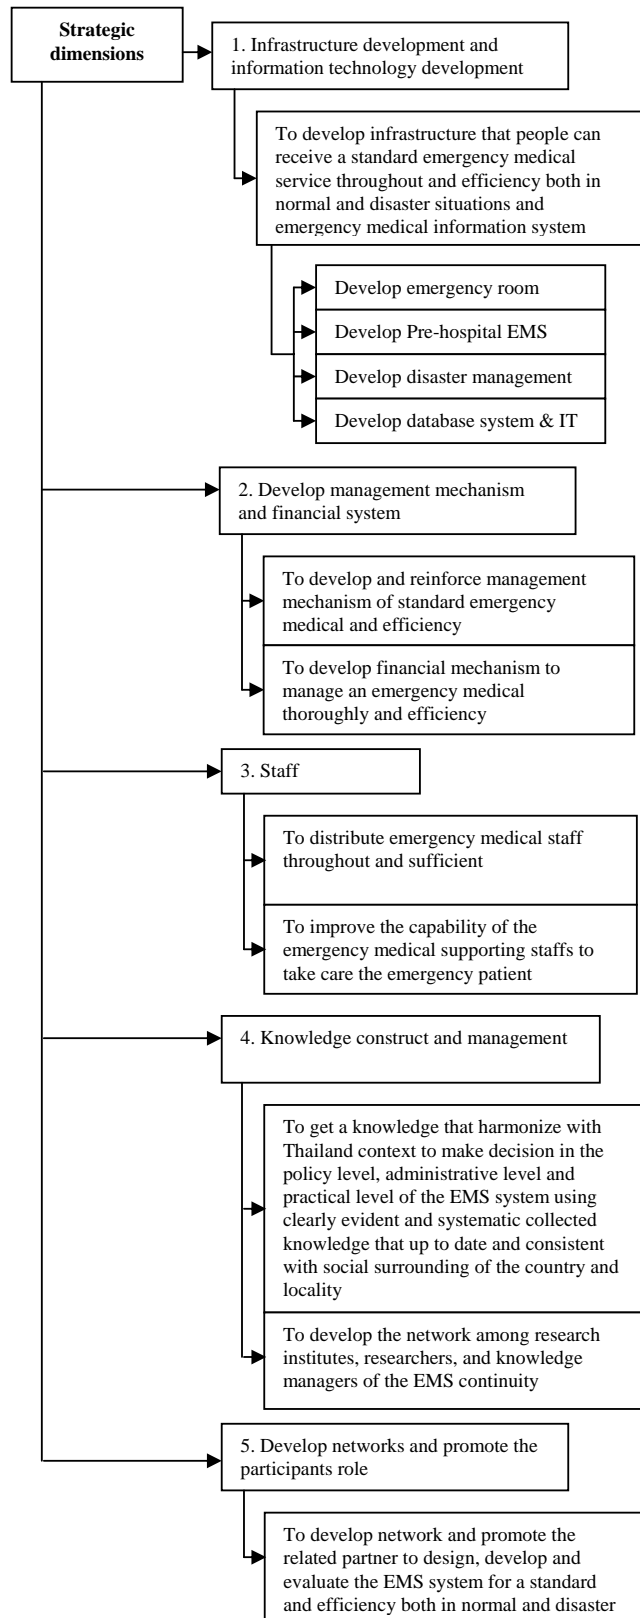 Strategic
dimensions
1. Infrastructure development and
information technology development
To develop infrastructure that people can
receive a standard emergency medical
service throughout and efficiency both in
normal and disaster situations and
emergency medical information system
Develop emergency room
Develop Pre-hospital EMS
Develop disaster management
Develop database system & IT
2. Develop management mechanism
and financial system
To develop and reinforce management
mechanism of standard emergency
medical and efficiency
To develop financial mechanism to
manage an emergency medical
thoroughly and efficiency
3. Staff
To distribute emergency medical staff
throughout and sufficient
To improve the capability of the
emergency medical supporting staffs to
take care the emergency patient
4. Knowledge construct and management
To get a knowledge that harmonize with
Thailand context to make decision in the
policy level, administrative level and
practical level of the EMS system using
clearly evident and systematic collected
knowledge that up to date and consistent
with social surrounding of the country and
locality
To develop the network among research
institutes, researchers, and knowledge
managers of the EMS continuity
5. Develop networks and promote the
participants role
To develop network and promote the
related partner to design, develop and
evaluate the EMS system for a standard
and efficiency both in normal and disaster